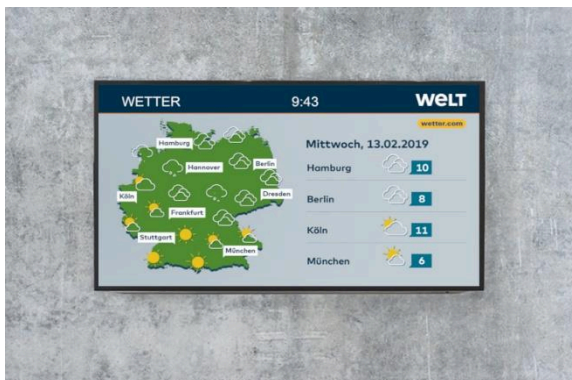 WETTER 9:43 WELT
wetter.com
Mittwoch, 13.02.2019
Hamburg 10
Berlin 8
Köln 11
München 6
Hamburg
Hannover
Berlin
Köln
Dresden
Frankfurt
Stuttgart
München